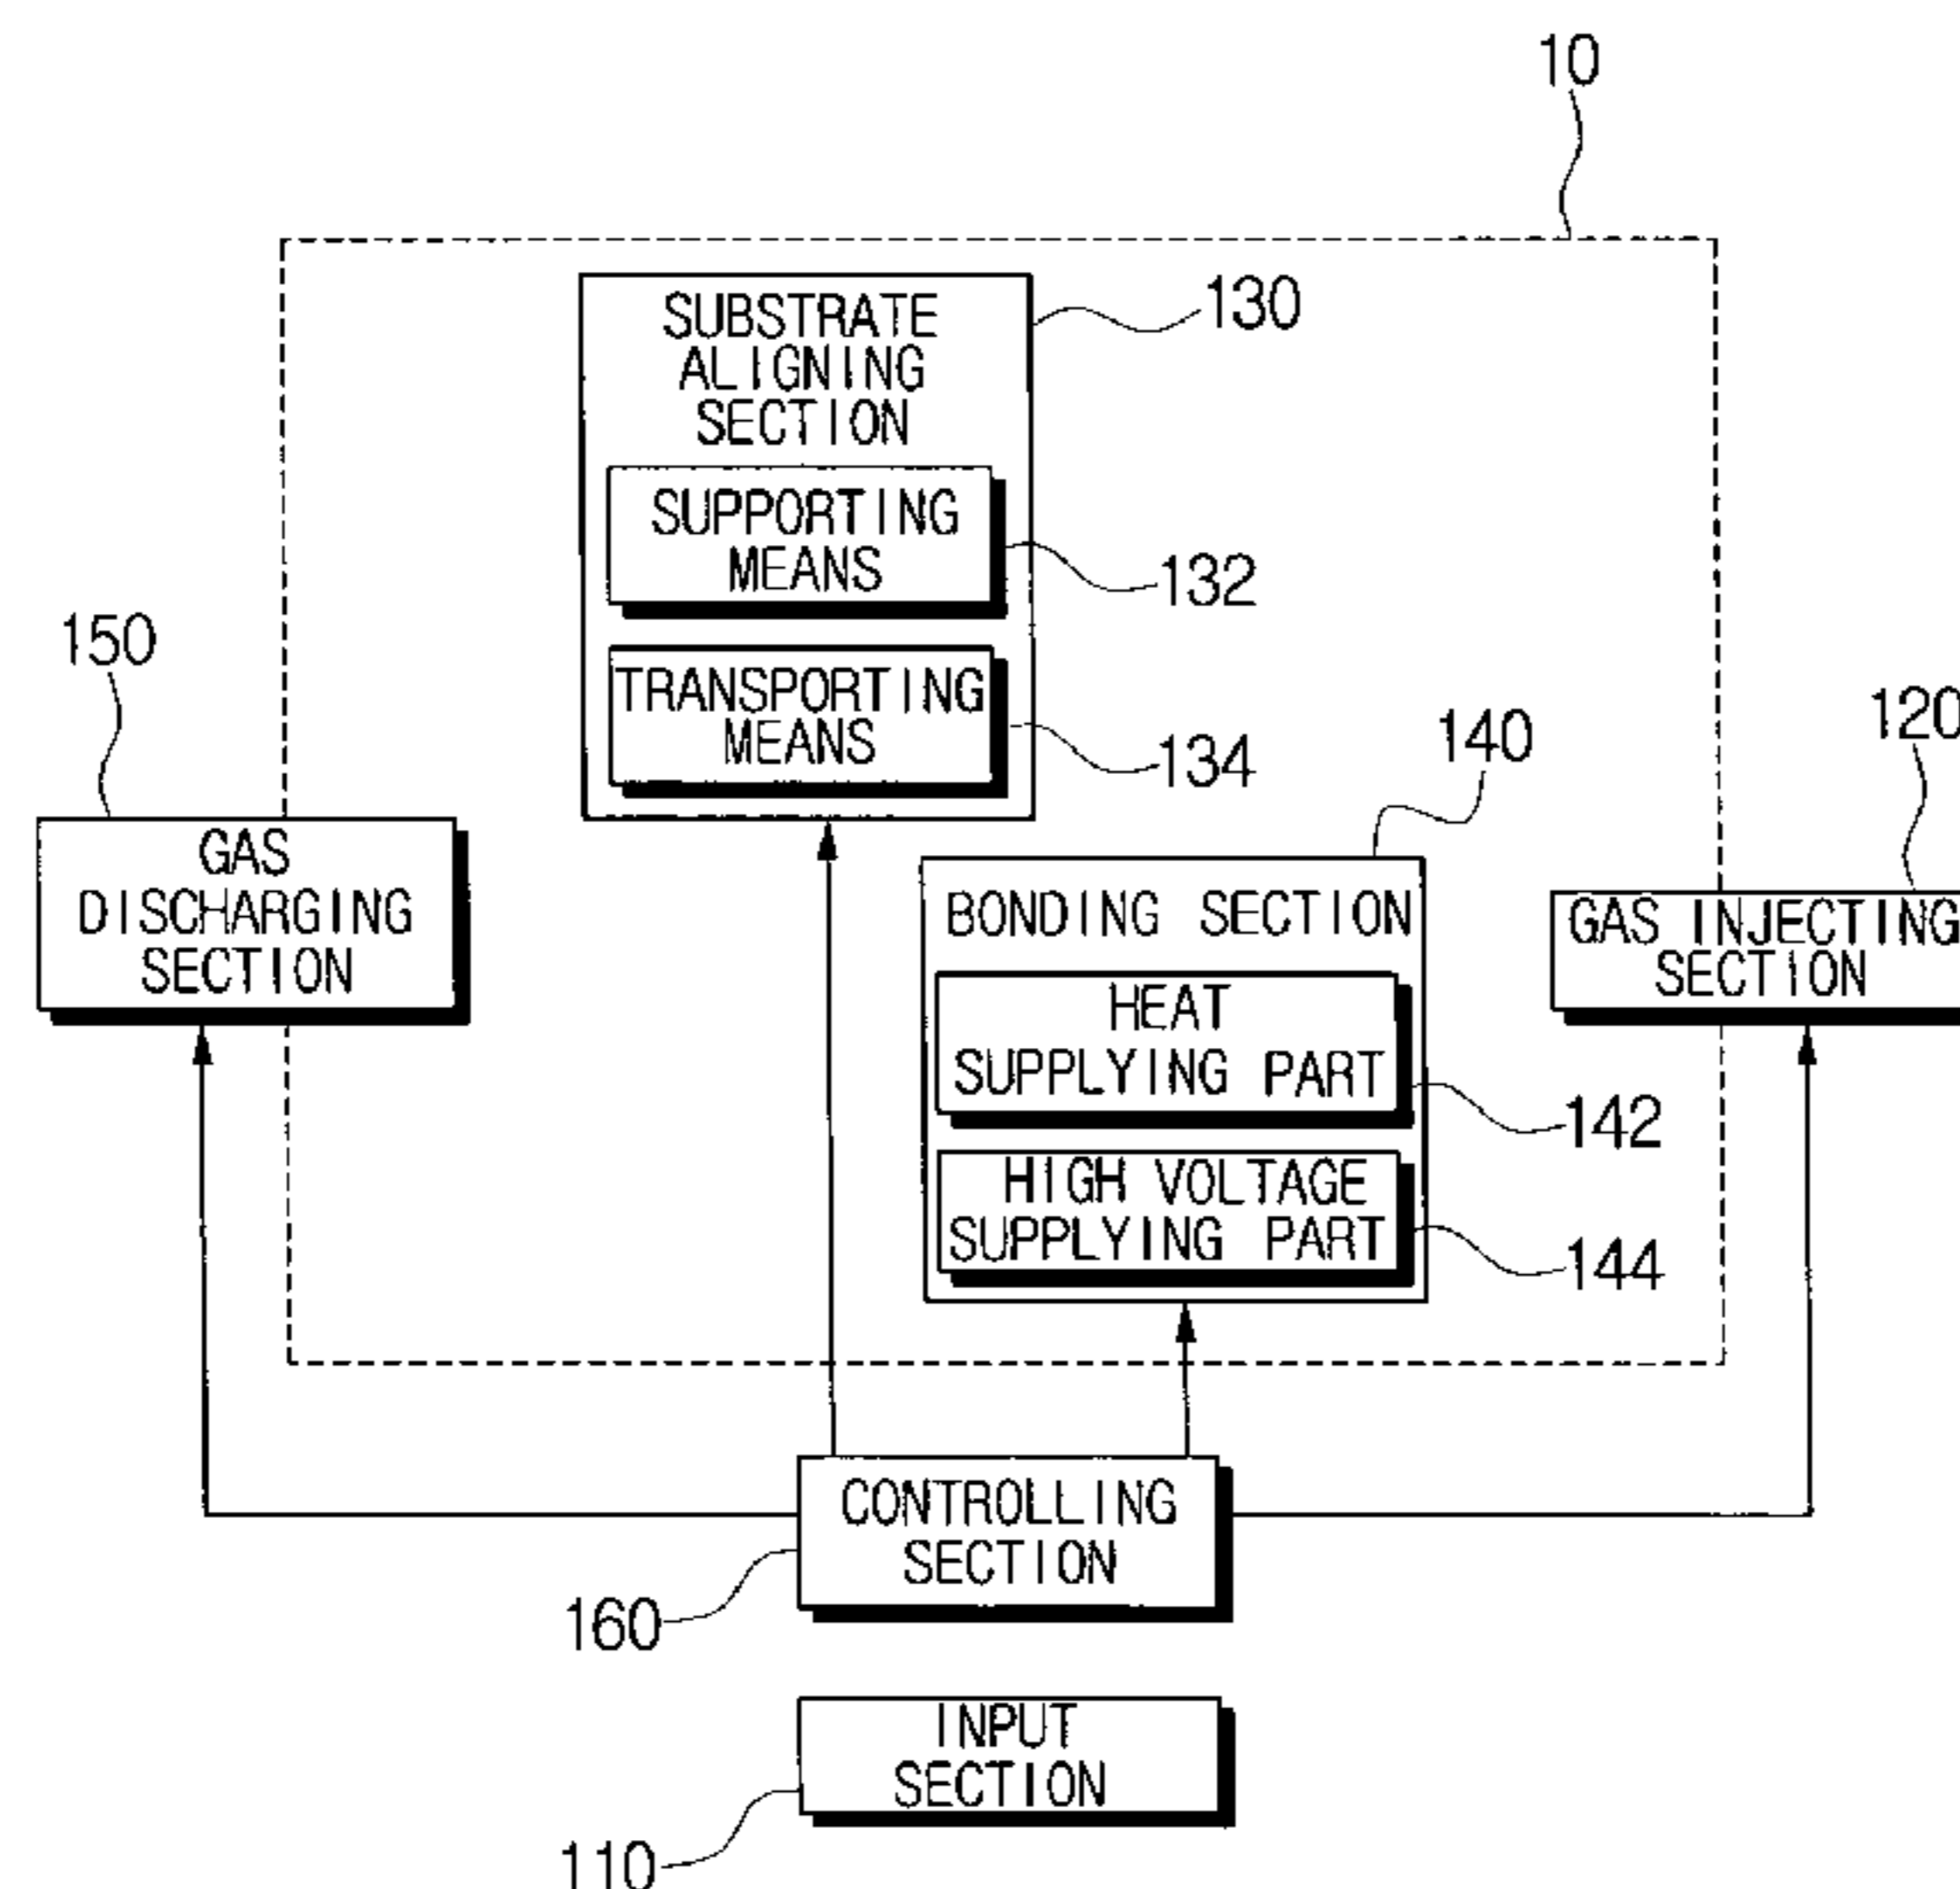 10
SUBSTRATE
ALIGNING
SECTION
130
SUPPORTING
MEANS
132
TRANSPORTING
MEANS
134
150
GAS
DISCHARGING
SECTION
140
BONDING SECTION
HEAT
SUPPLYING PART
142
HIGH VOLTAGE
SUPPLYING PART
144
120
GAS INJECTING
SECTION
CONTROLLING
SECTION
160
INPUT
SECTION
110